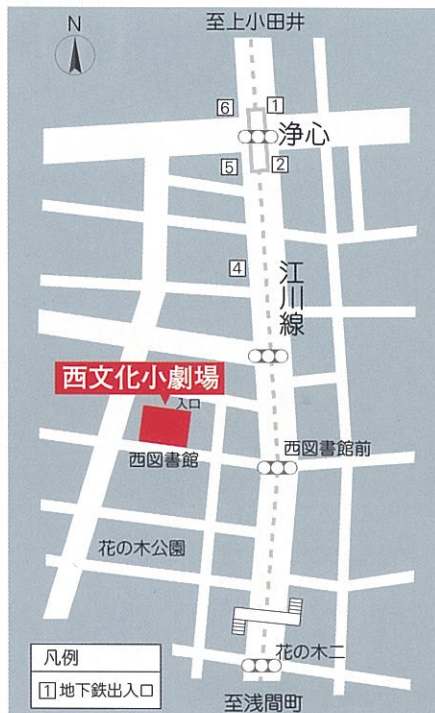 N
至上小田井
6
1
浄心
5
2
4
江川線
西文化小劇場
入口
西図書館
西図書館前
花の木公園
花の木二
凡例
1 地下鉄出入口
至浅間町